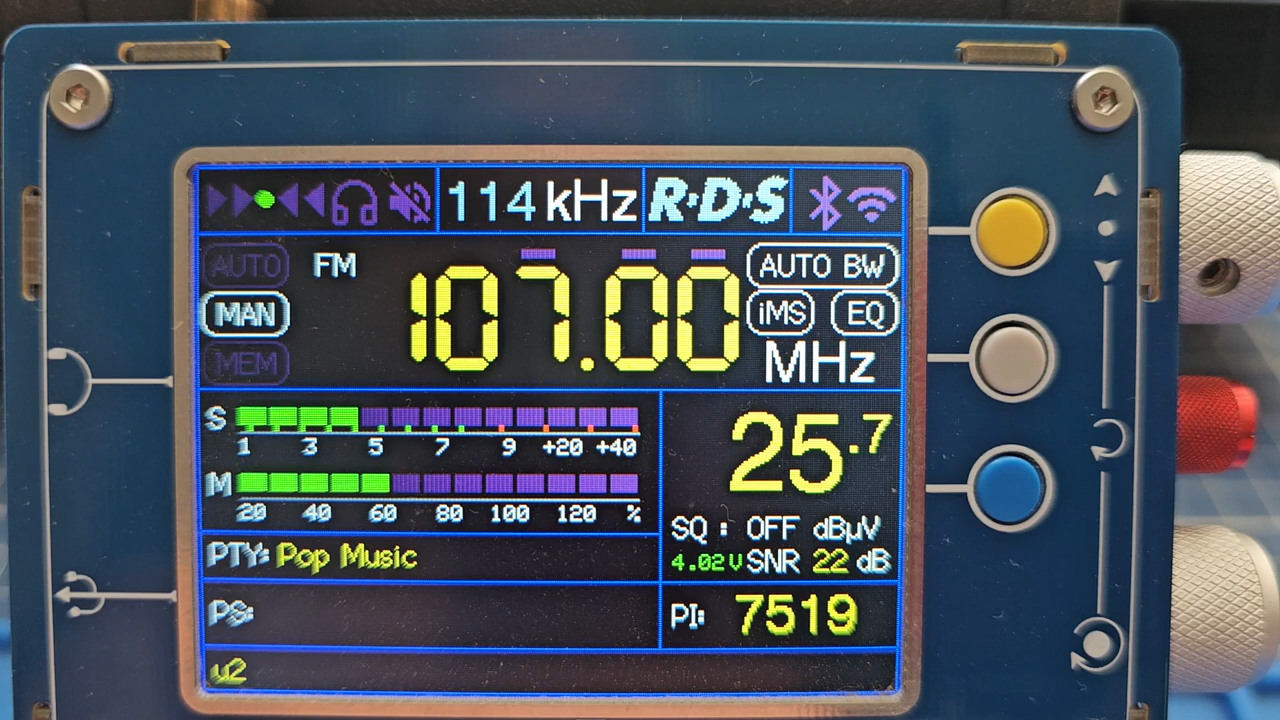 114 kHz R·D·S
AUTO FM 107.00 AUTO BW
MAN iMS EQ
MEM MHz
S
1 3 5 7 9 +20 +40
25.7
M
20 40 60 80 100 120 %
SQ : OFF dBµV
PTY: Pop Music
4.02V SNR 22 dB
PS:
PI: 7519
u2